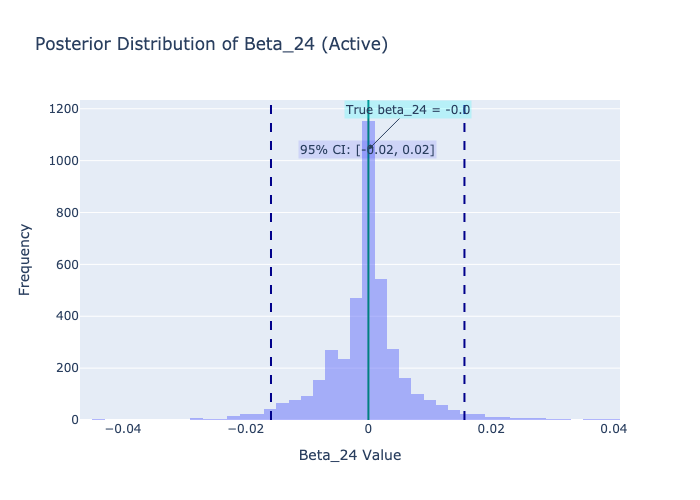 Posterior Distribution of Beta_24 (Active)
True beta_24 = -0.0
95% CI: [-0.02, 0.02]
Frequency
1200
1000
800
600
400
200
0
−0.04
−0.02
0
0.02
0.04
Beta_24 Value